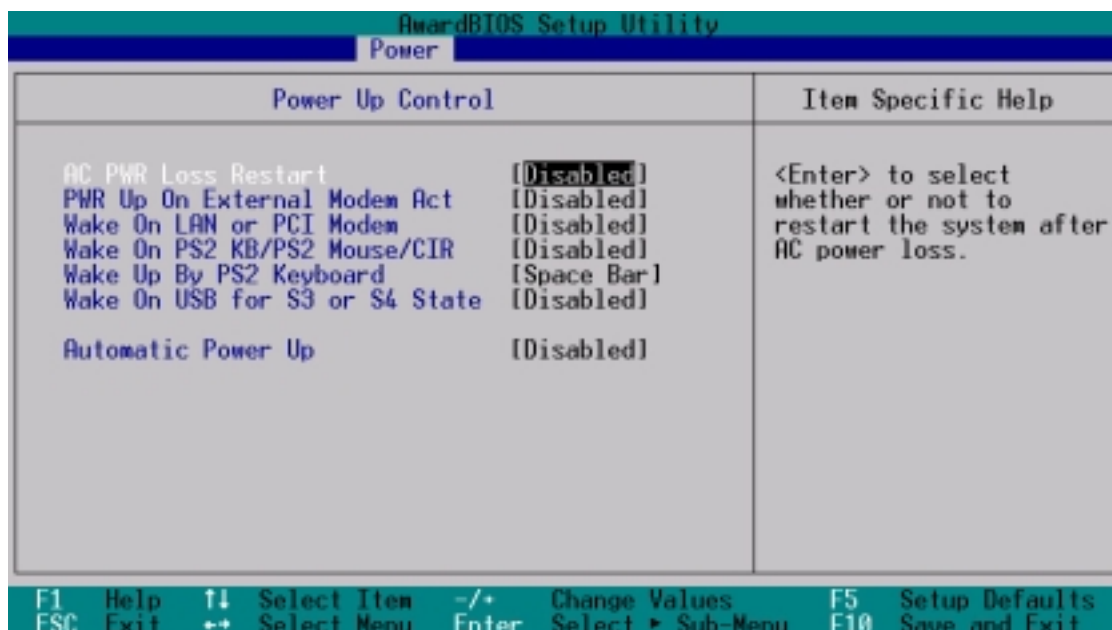 AwardBIOS Setup Utility
Power
Power Up Control
Item Specific Help
AC PWR Loss Restart [Disabled]
PWR Up On External Modem Act [Disabled]
Wake On LAN or PCI Modem [Disabled]
Wake On PS2 KB/PS2 Mouse/CIR [Disabled]
Wake Up By PS2 Keyboard [Space Bar]
Wake On USB for S3 or S4 State [Disabled]
Automatic Power Up [Disabled]
<Enter> to select
whether or not to
restart the system after
AC power loss.
F1 Help ↑↓ Select Item -/+ Change Values F5 Setup Defaults
ESC Exit ←→ Select Menu Enter Select ► Sub-Menu F10 Save and Exit